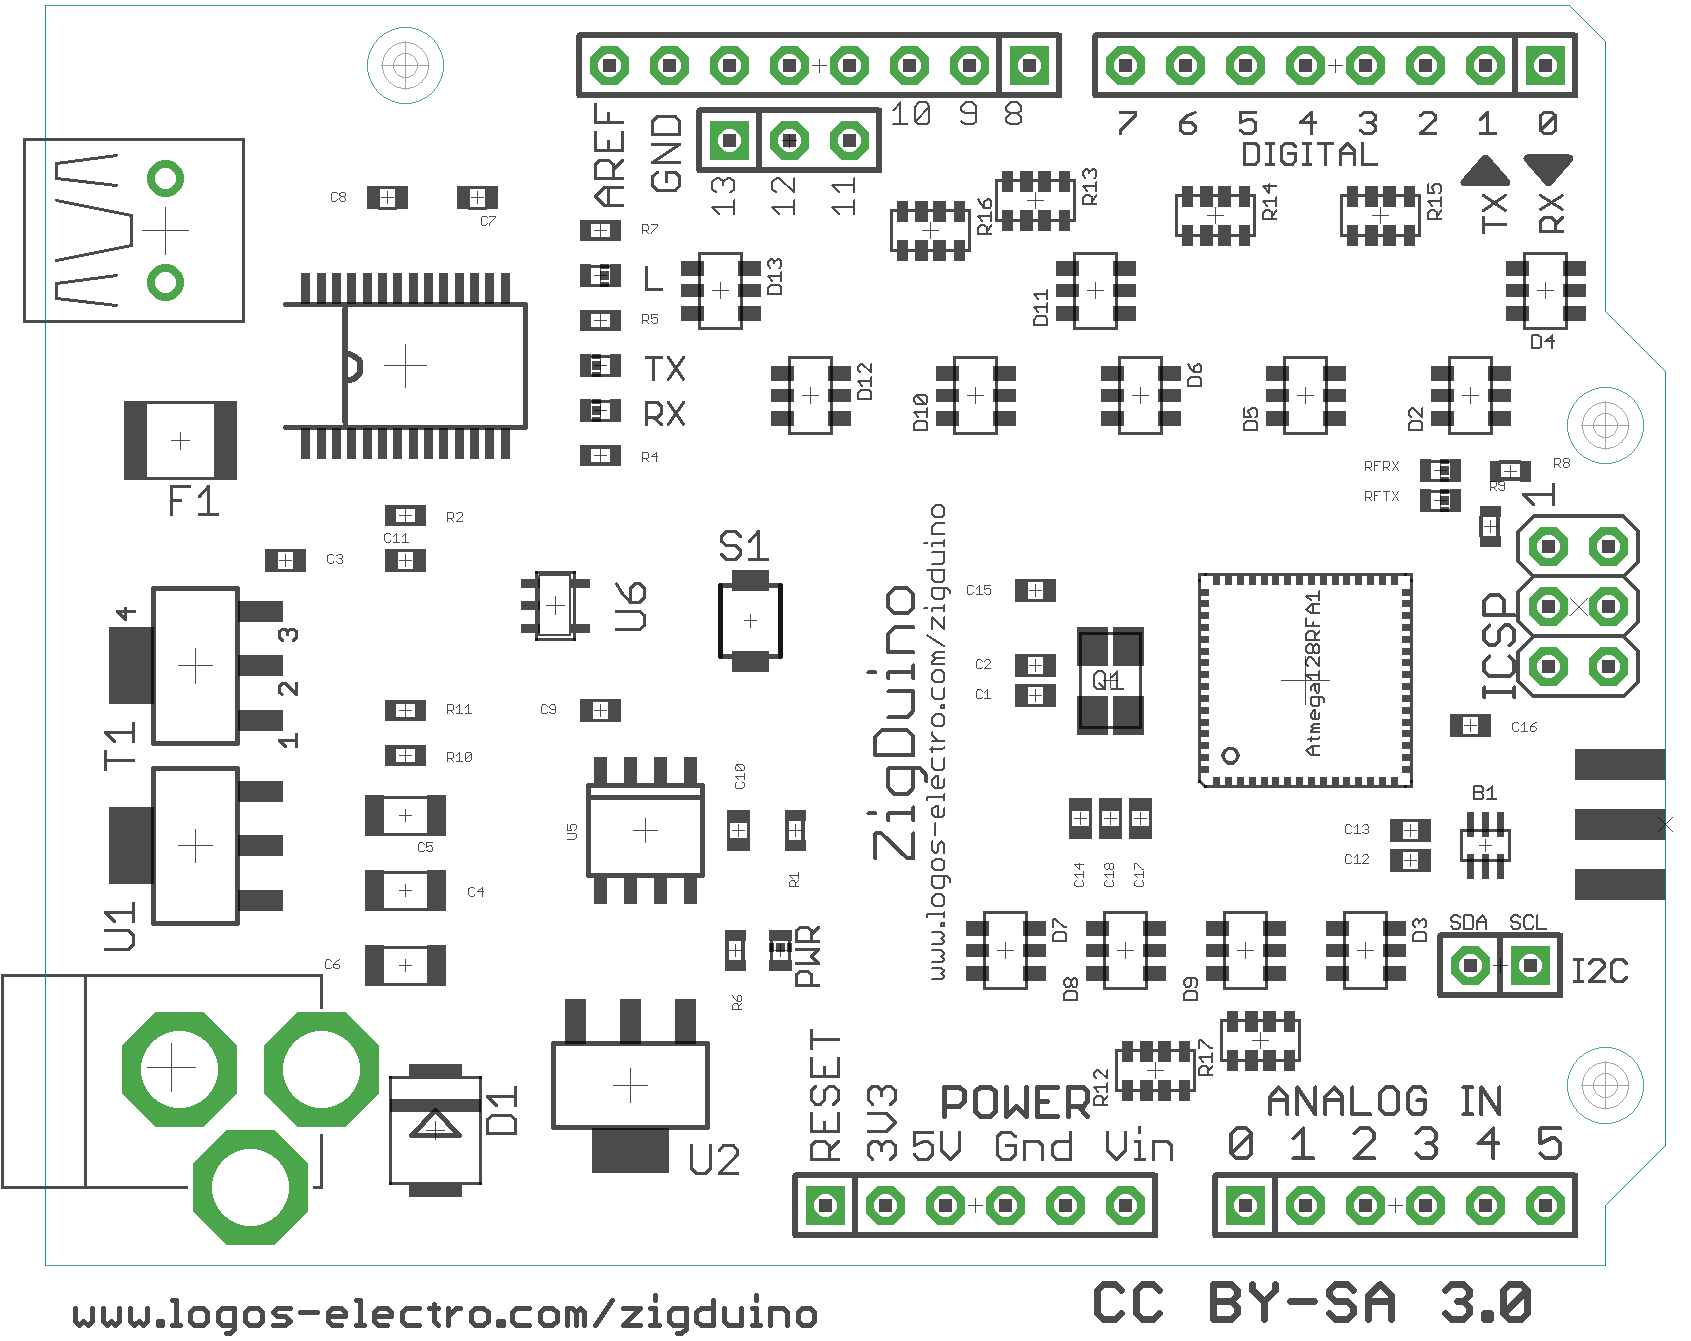 AREF
GND
10 9 8
7 6 5 4 3 2 1 0
DIGITAL
13 12 11
R13
R16
R14
R15
TX
RX
C8
C7
R7
L
R5
TX
RX
R4
D13
D11
D4
D12
D10
D6
D5
D2
F1
RFRX
RFTX
R8
R9
1
R2
C11
C3
S1
U6
4
3
2
1
T1
ICSP
C15
C2
C1
Q1
Atmega128RFA1
ZigDuino
www.logos-electro.com/zigduino
R11
R10
C9
C16
C10
U5
R1
C5
C4
C6
U1
C14
C18
C17
B1
C13
C12
R6
PWR
D7
D8
D9
D3
SDA SCL
I2C
D1
U2
R12
R17
RESET
3V3
POWER
5V Gnd Vin
ANALOG IN
0 1 2 3 4 5
www.logos-electro.com/zigduino
CC BY-SA 3.0